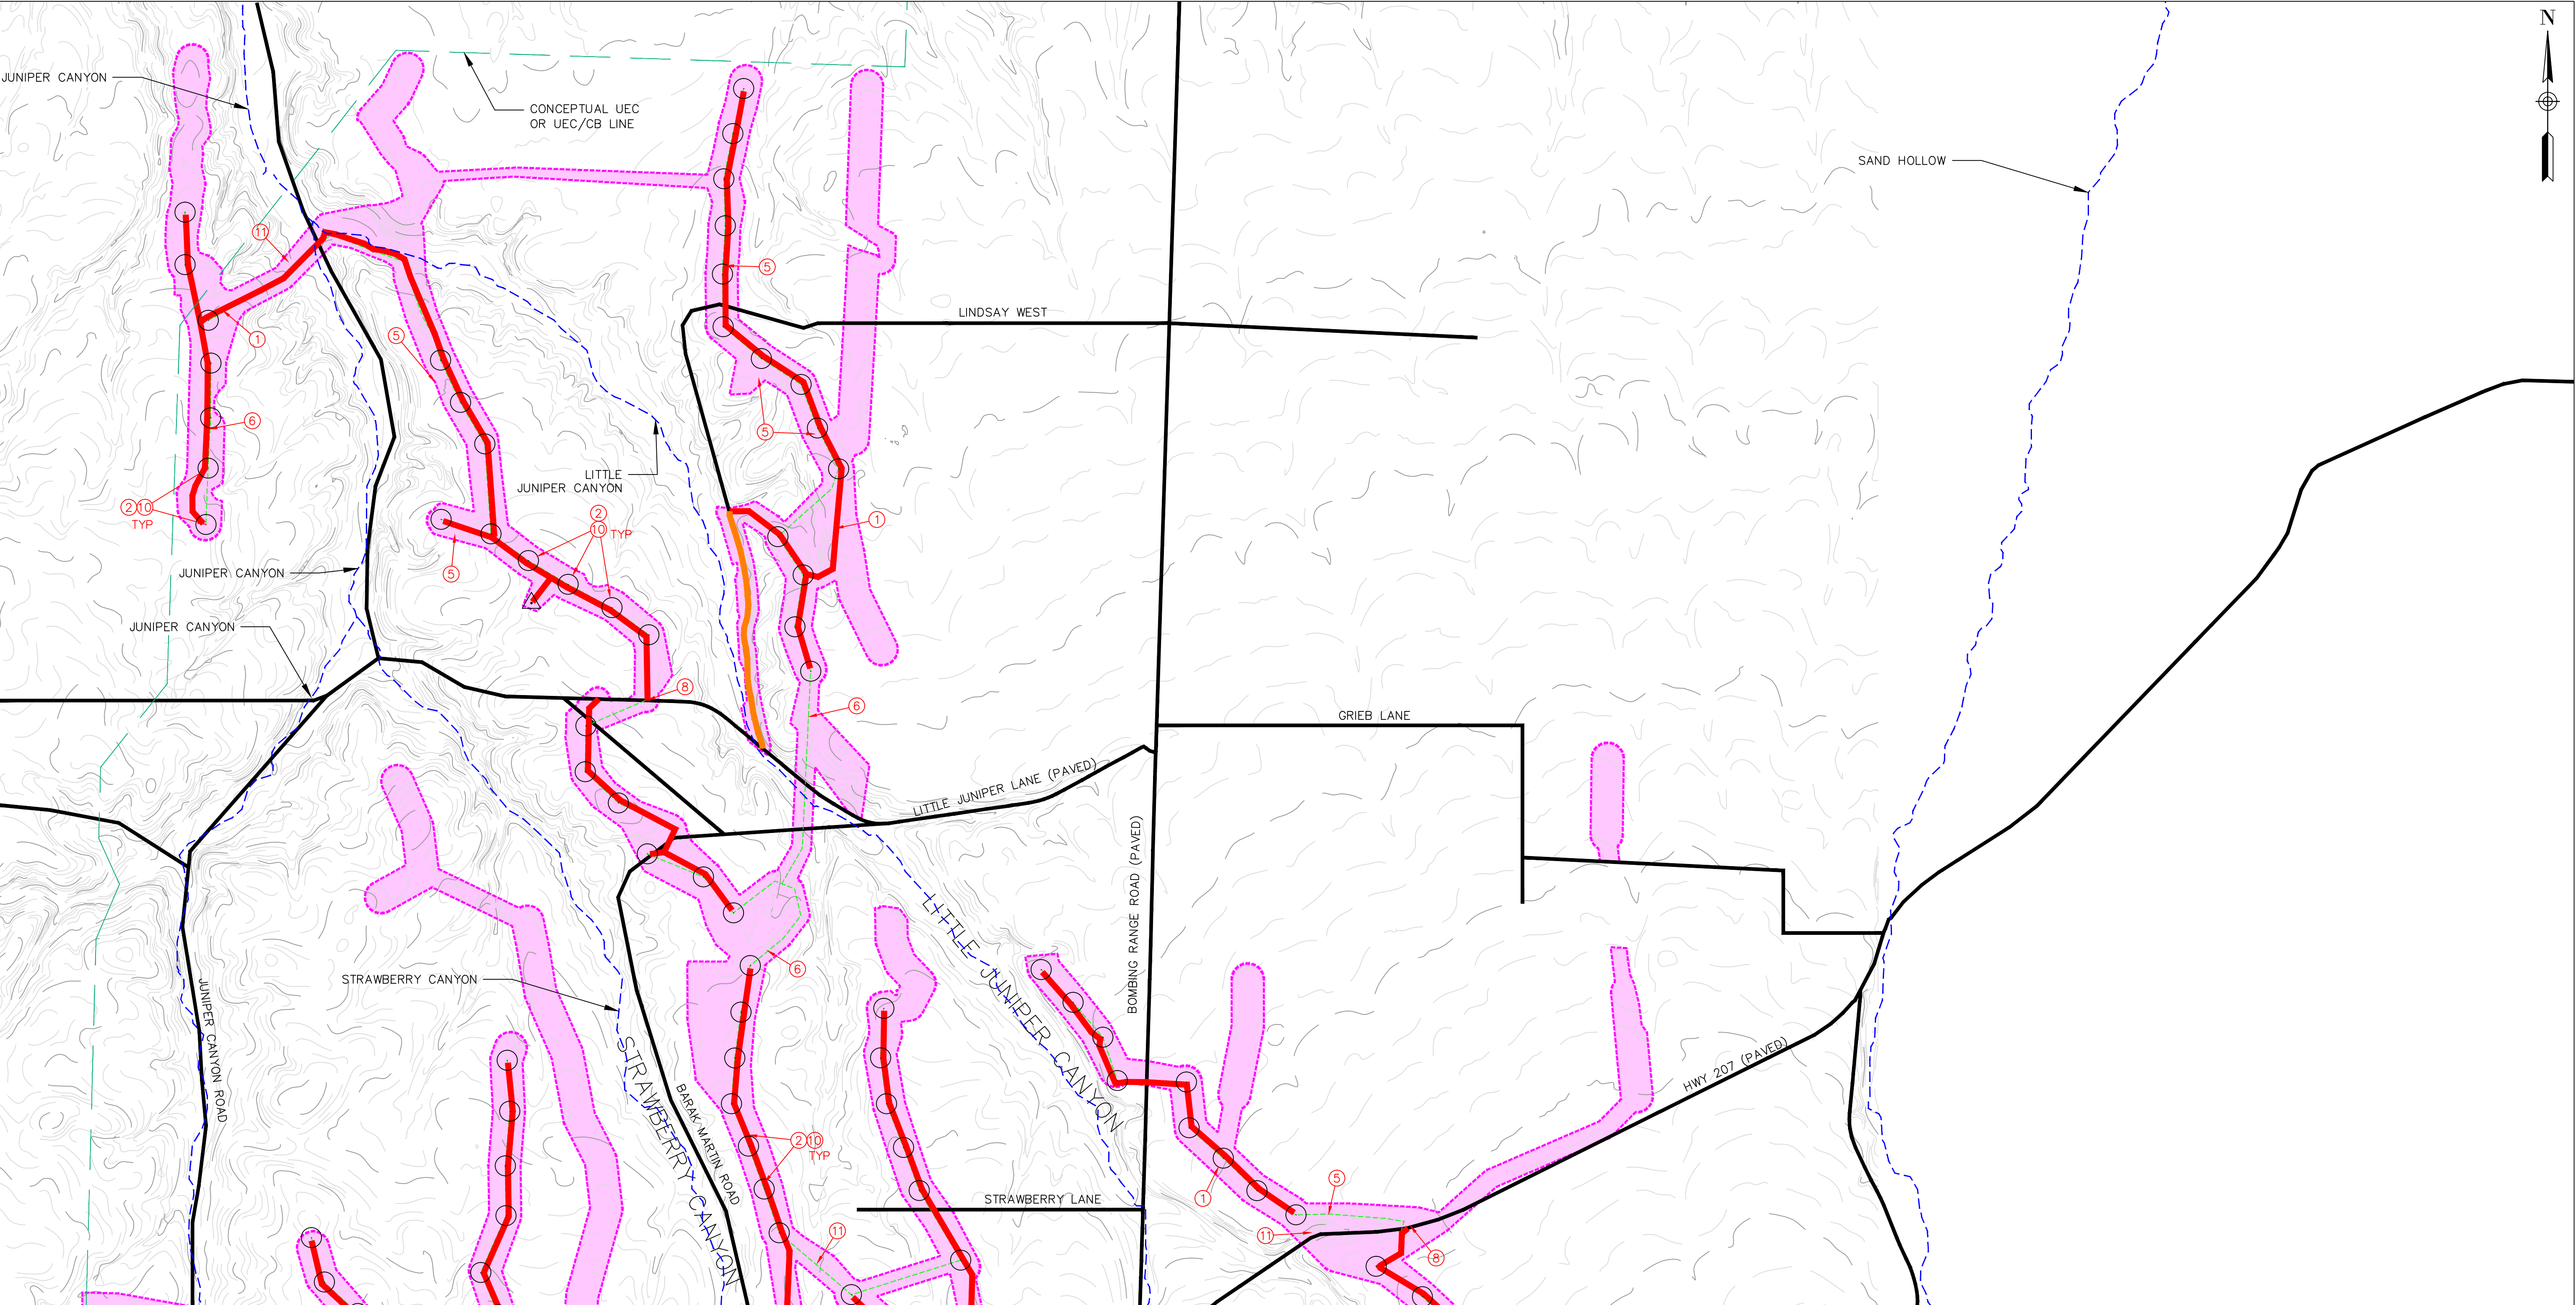 N
JUNIPER CANYON
CONCEPTUAL UEC
OR UEC/CB LINE
SAND HOLLOW
11
5
LINDSAY WEST
1
5
6
5
LITTLE
JUNIPER CANYON
2 10
TYP
2
10 TYP
1
JUNIPER CANYON
5
JUNIPER CANYON
8
6
GRIEB LANE
LITTLE JUNIPER LANE (PAVED)
BOMBING RANGE ROAD (PAVED)
LITTLE JUNIPER CANYON
6
STRAWBERRY CANYON
JUNIPER CANYON ROAD
STRAWBERRY CANYON
BARAK MARTIN ROAD
HWY 207 (PAVED)
2 10
TYP
5
1
STRAWBERRY LANE
11
11
8